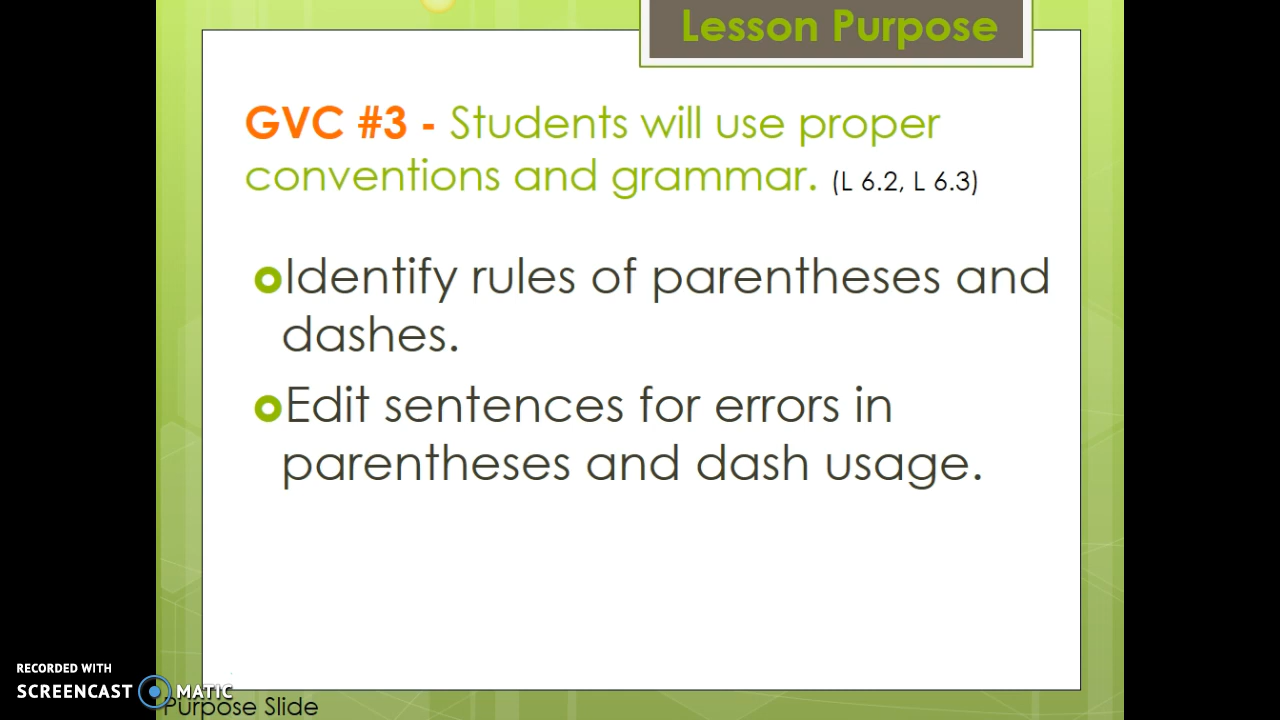 Lesson Purpose
GVC #3 - Students will use proper
conventions and grammar. (L 6.2, L 6.3)
Identify rules of parentheses and
dashes.
Edit sentences for errors in
parentheses and dash usage.
RECORDED WITH
SCREENCAST MATIC
Purpose Slide